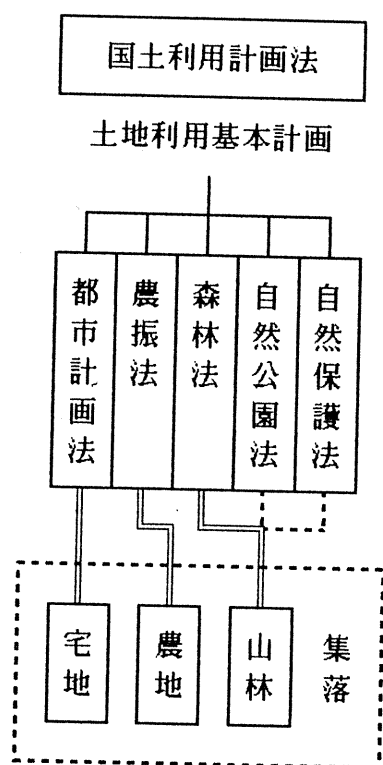 国土利用計画法
土地利用基本計画
都市計画法
農振法
森林法
自然公園法
自然保護法
宅地
農地
山林
集落